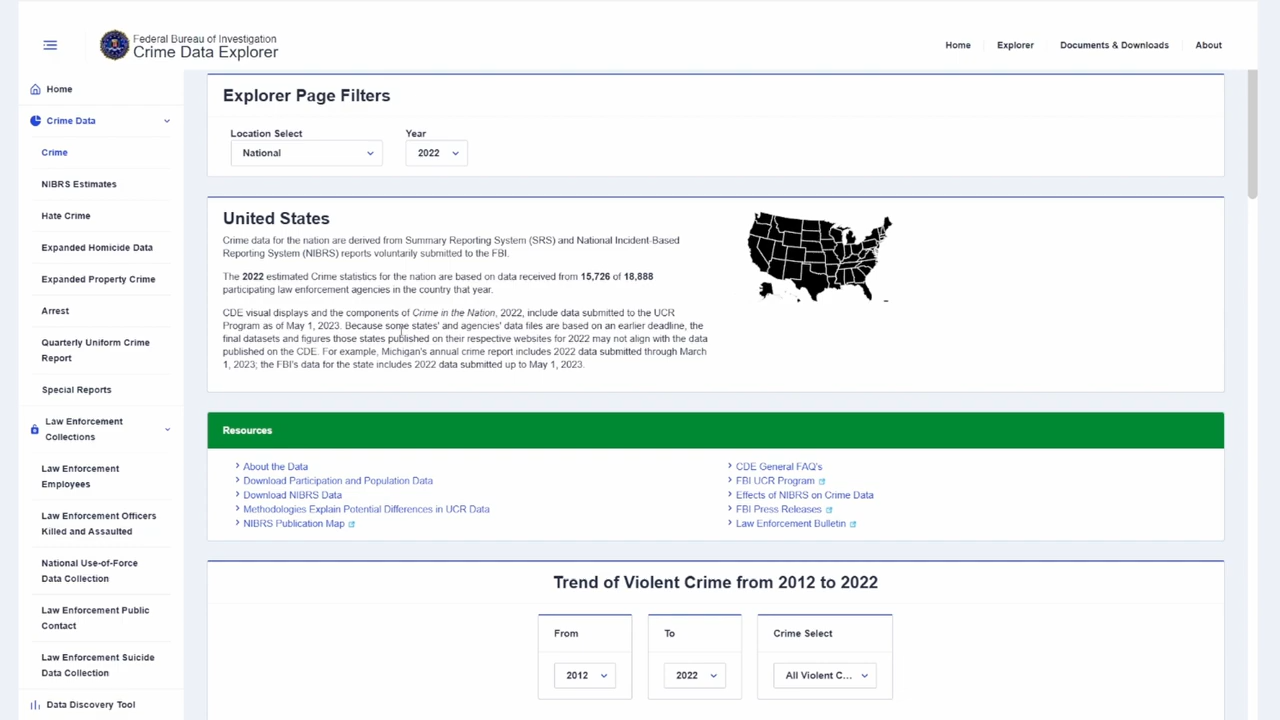 Federal Bureau of Investigation
Crime Data Explorer
Home
Explorer
Documents & Downloads
About
Home
Crime Data
Crime
NIBRS Estimates
Hate Crime
Expanded Homicide Data
Expanded Property Crime
Arrest
Quarterly Uniform Crime
Report
Special Reports
Law Enforcement
Collections
Law Enforcement
Employees
Law Enforcement Officers
Killed and Assaulted
National Use-of-Force
Data Collection
Law Enforcement Public
Contact
Law Enforcement Suicide
Data Collection
Data Discovery Tool
Explorer Page Filters
Location Select
Year
National
2022
United States
Crime data for the nation are derived from Summary Reporting System (SRS) and National Incident-Based
Reporting System (NIBRS) reports voluntarily submitted to the FBI.
The 2022 estimated Crime statistics for the nation are based on data received from 15,726 of 18,888
participating law enforcement agencies in the country that year.
CDE visual displays and the components of Crime in the Nation, 2022, include data submitted to the UCR
Program as of May 1, 2023. Because some states' and agencies' data files are based on an earlier deadline, the
final datasets and figures those states published on their respective websites for 2022 may not align with the data
published on the CDE. For example, Michigan's annual crime report includes 2022 data submitted through March
1, 2023; the FBI's data for the state includes 2022 data submitted up to May 1, 2023.
Resources
About the Data
Download Participation and Population Data
Download NIBRS Data
Methodologies Explain Potential Differences in UCR Data
NIBRS Publication Map
CDE General FAQ's
FBI UCR Program
Effects of NIBRS on Crime Data
FBI Press Releases
Law Enforcement Bulletin
Trend of Violent Crime from 2012 to 2022
From
To
Crime Select
2012
2022
All Violent C...